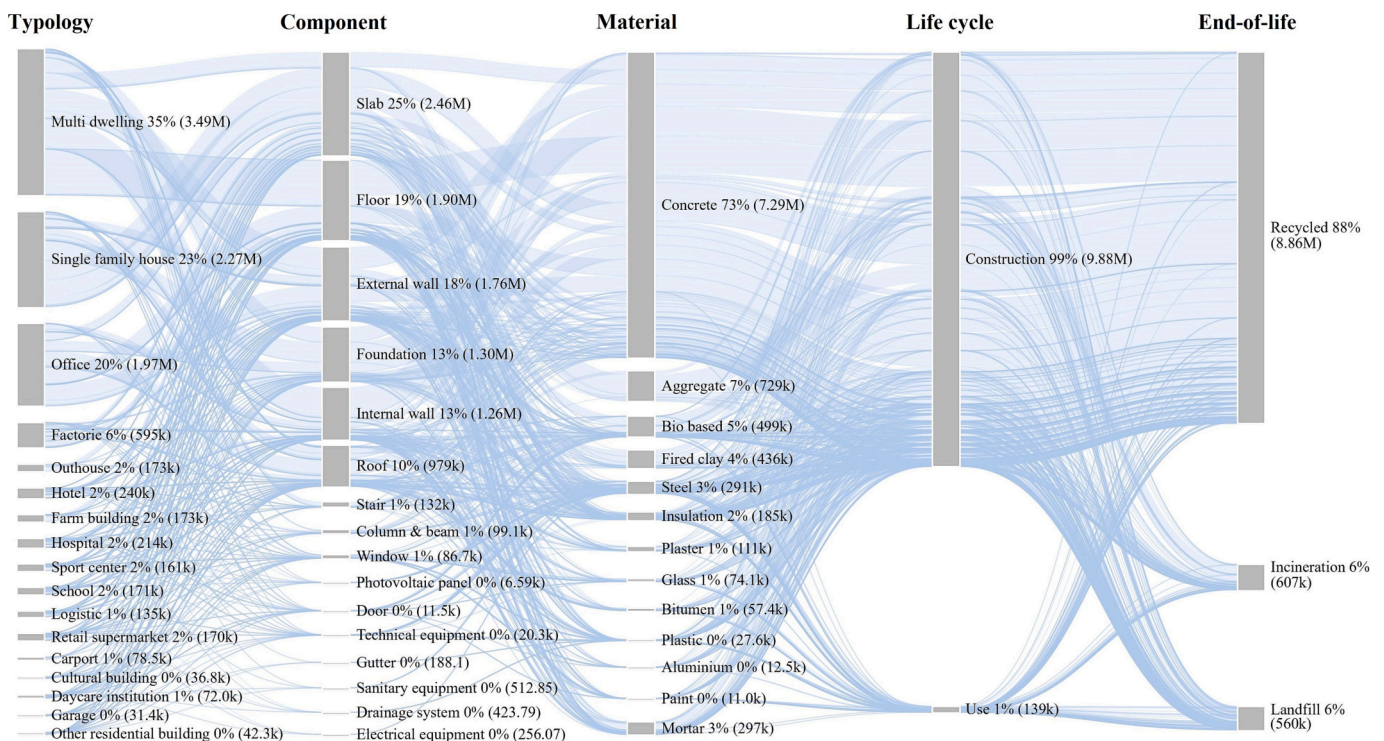 Typology
Component
Material
Life cycle
End-of-life
Multi dwelling 35% (3.49M)
Single family house 23% (2.27M)
Office 20% (1.97M)
Factorie 6% (595k)
Outhouse 2% (173k)
Hotel 2% (240k)
Farm building 2% (173k)
Hospital 2% (214k)
Sport center 2% (161k)
School 2% (171k)
Logistic 1% (135k)
Retail supermarket 2% (170k)
Carport 1% (78.5k)
Cultural building 0% (36.8k)
Daycare institution 1% (72.0k)
Garage 0% (31.4k)
Other residential building 0% (42.3k)
Slab 25% (2.46M)
Floor 19% (1.90M)
External wall 18% (1.76M)
Foundation 13% (1.30M)
Internal wall 13% (1.26M)
Roof 10% (979k)
Stair 1% (132k)
Column & beam 1% (99.1k)
Window 1% (86.7k)
Photovoltaic panel 0% (6.59k)
Door 0% (11.5k)
Technical equipment 0% (20.3k)
Gutter 0% (188.1)
Sanitary equipment 0% (512.85)
Drainage system 0% (423.79)
Electrical equipment 0% (256.07)
Concrete 73% (7.29M)
Aggregate 7% (729k)
Bio based 5% (499k)
Fired clay 4% (436k)
Steel 3% (291k)
Insulation 2% (185k)
Plaster 1% (111k)
Glass 1% (74.1k)
Bitumen 1% (57.4k)
Plastic 0% (27.6k)
Aluminium 0% (12.5k)
Paint 0% (11.0k)
Mortar 3% (297k)
Construction 99% (9.88M)
Use 1% (139k)
Recycled 88%
(8.86M)
Incineration 6%
(607k)
Landfill 6%
(560k)